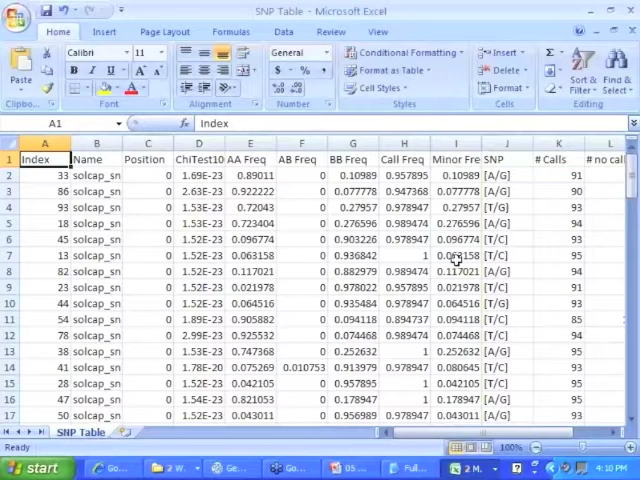 SNP Table - Microsoft Excel
Home Insert Page Layout Formulas Data Review View
Paste Calibri 11 General Conditional Formatting Format as Table Cell Styles Insert Delete Format Sort & Filter Find & Select
Clipb... Font Alignment Number Styles Cells Editing
A1 Index
A B C D E F G H I J K L
1 Index Name Position ChiTest10 AA Freq AB Freq BB Freq Call Freq Minor Fre SNP # Calls # no call
2 33 solcap_sn 0 1.69E-23 0.89011 0 0.10989 0.957895 0.10989 [A/G] 91
3 86 solcap_sn 0 2.63E-23 0.922222 0 0.077778 0.947368 0.077778 [A/G] 90
4 93 solcap_sn 0 1.53E-23 0.72043 0 0.27957 0.978947 0.27957 [T/G] 93
5 18 solcap_sn 0 1.53E-23 0.723404 0 0.276596 0.989474 0.276596 [A/G] 94
6 45 solcap_sn 0 1.52E-23 0.096774 0 0.903226 0.978947 0.096774 [T/C] 93
7 13 solcap_sn 0 1.52E-23 0.063158 0 0.936842 1 0.063158 [T/C] 95
8 82 solcap_sn 0 1.52E-23 0.117021 0 0.882979 0.989474 0.117021 [A/G] 94
9 23 solcap_sn 0 1.52E-23 0.021978 0 0.978022 0.957895 0.021978 [T/C] 91
10 44 solcap_sn 0 1.52E-23 0.064516 0 0.935484 0.978947 0.064516 [T/G] 93
11 54 solcap_sn 0 1.89E-23 0.905882 0 0.094118 0.894737 0.094118 [T/G] 85
12 78 solcap_sn 0 2.99E-23 0.925532 0 0.074468 0.989474 0.074468 [T/C] 94
13 38 solcap_sn 0 1.53E-23 0.747368 0 0.252632 1 0.252632 [A/G] 95
14 41 solcap_sn 0 1.78E-20 0.075269 0.010753 0.913979 0.978947 0.080645 [T/C] 93
15 28 solcap_sn 0 1.52E-23 0.042105 0 0.957895 1 0.042105 [T/C] 95
16 47 solcap_sn 0 1.54E-23 0.821053 0 0.178947 1 0.178947 [A/G] 95
17 50 solcap_sn 0 1.52E-23 0.043011 0 0.956989 0.978947 0.043011 [A/G] 93
SNP Table
Ready 100%
start Go... 2 W. Ge... Go... 05 ... Full... 2 M. 4:10 PM